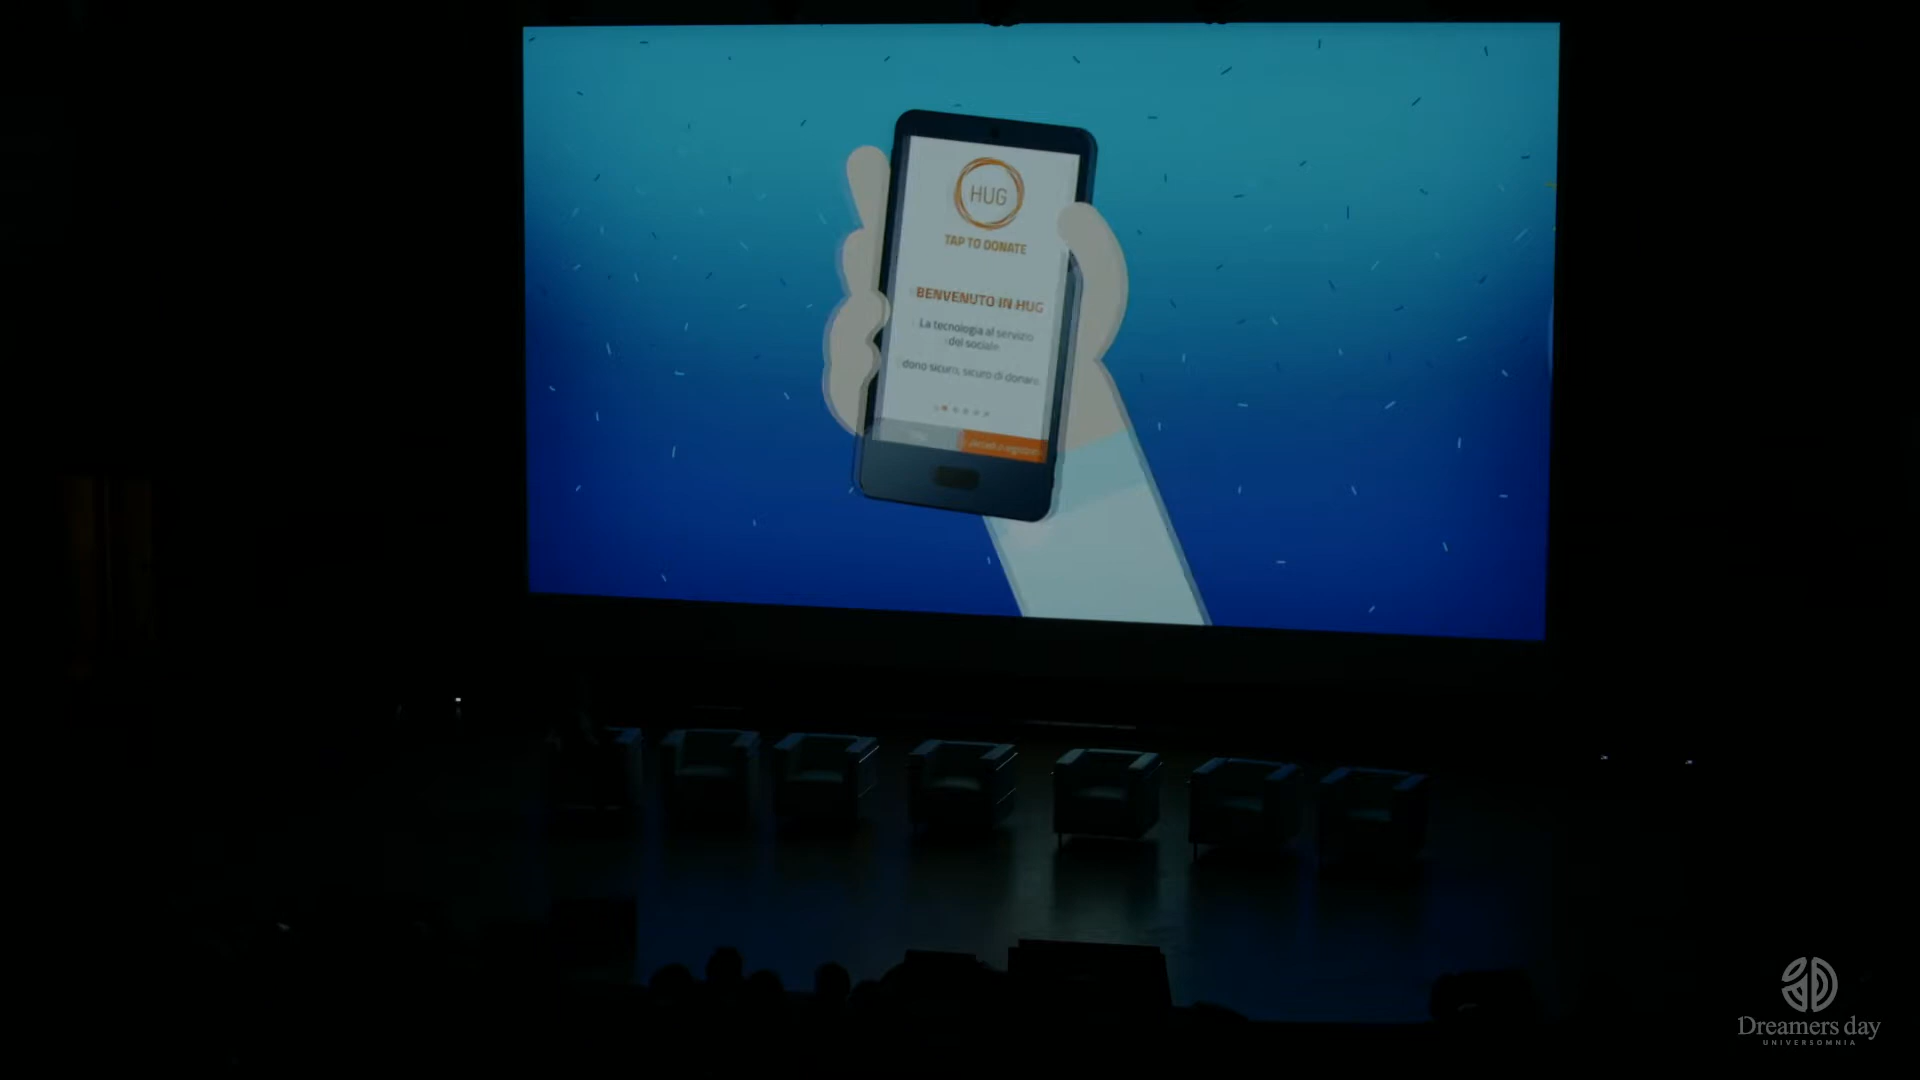 HUG
TAP TO DONATE
BENVENUTO IN HUG
La tecnologia al servizio
del sociale
dono sicuro, sicuro di donare.
Dreamers day
UNIVERSOMNIA